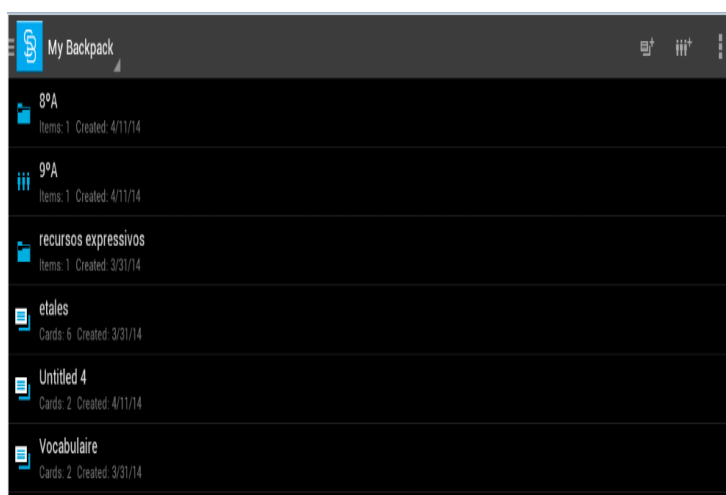 My Backpack
8ºA
Items: 1 Created: 4/11/14
9ºA
Items: 1 Created: 4/11/14
recursos expressivos
Items: 1 Created: 3/31/14
etales
Cards: 6 Created: 3/31/14
Untitled 4
Cards: 2 Created: 4/11/14
Vocabulaire
Cards: 2 Created: 3/31/14